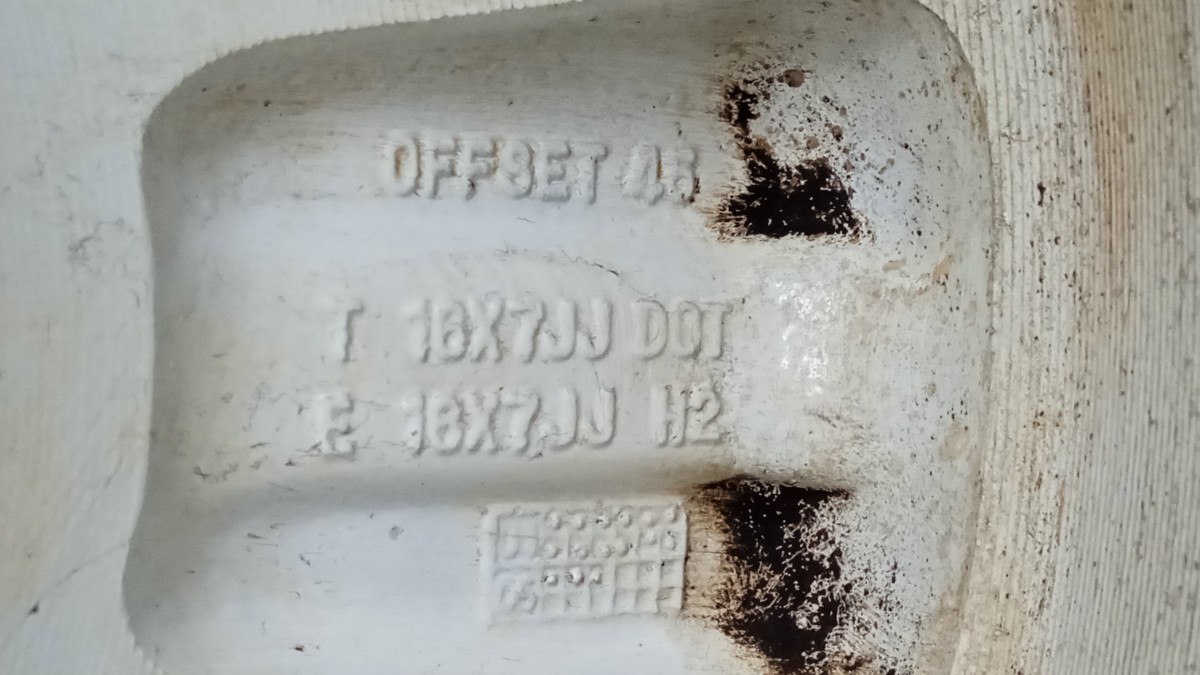 OFFSET 45
T 16X7JJ DOT
E 16X7JJ H2